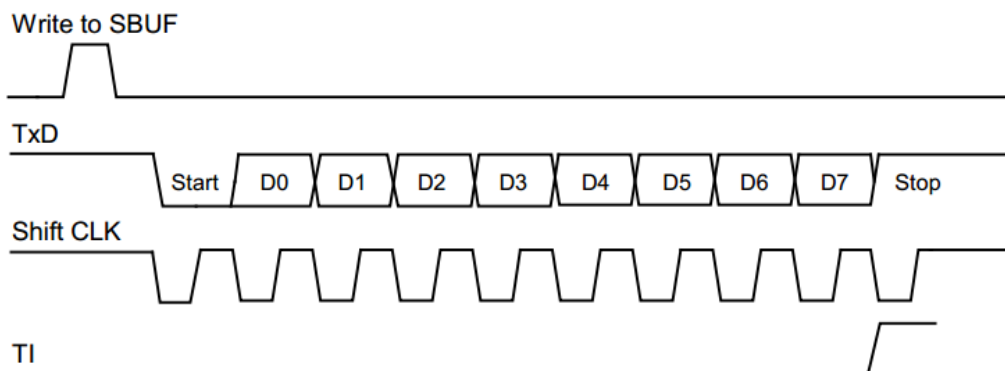 Write to SBUF
TxD
Start D0 D1 D2 D3 D4 D5 D6 D7 Stop
Shift CLK
TI